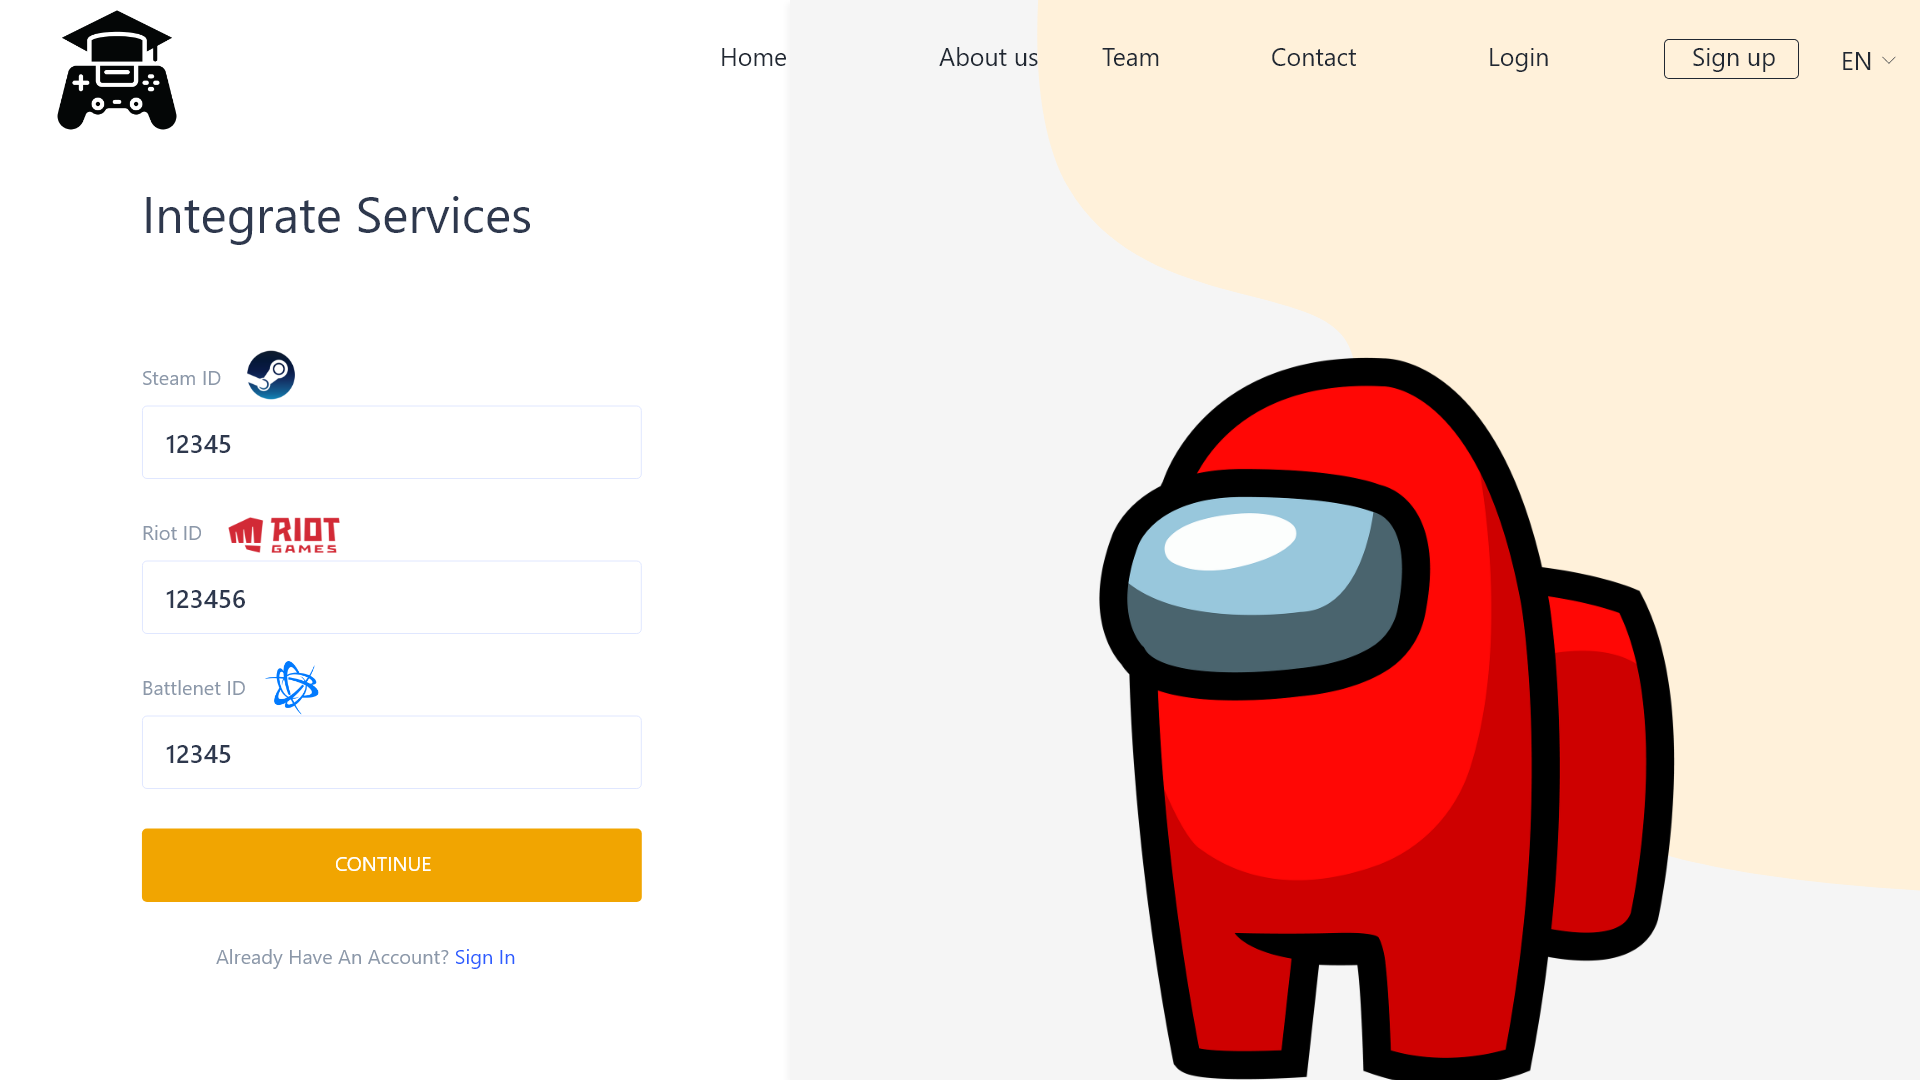 Home About us Team Contact Login Sign up EN
Integrate Services
Steam ID
12345
Riot ID RIOT GAMES
123456
Battlenet ID
12345
CONTINUE
Already Have An Account? Sign In